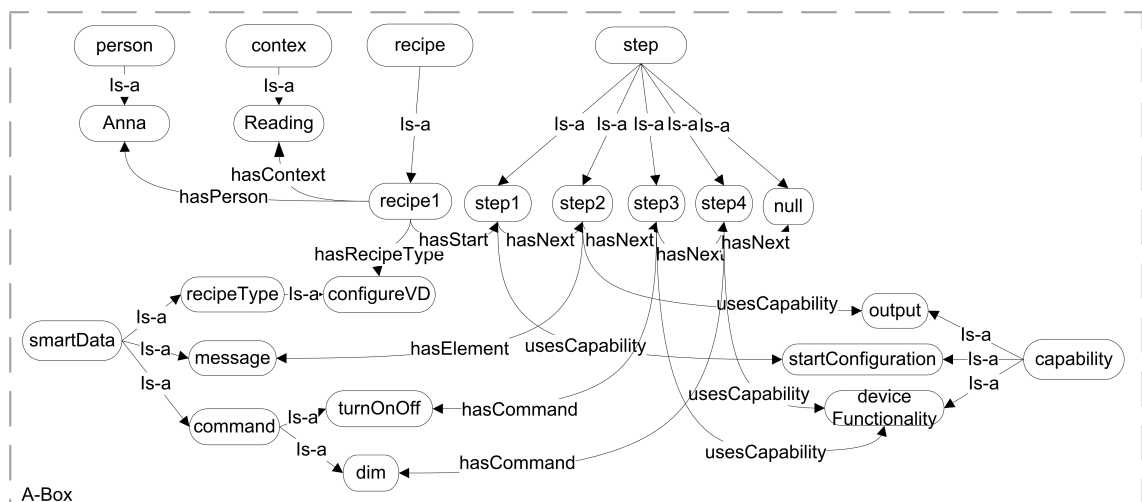 person
contex
recipe
step
Is-a
Is-a
Is-a
Is-a
Is-a
Is-a
Is-a
Is-a
Anna
Reading
hasContext
hasPerson
recipe1
step1
step2
step3
step4
null
hasStart
hasNext
hasNext
hasNext
hasNext
hasRecipeType
recipeType
Is-a
configureVD
usesCapability
output
Is-a
Is-a
smartData
Is-a
message
hasElement
usesCapability
startConfiguration
Is-a
capability
Is-a
Is-a
command
Is-a
turnOnOff
hasCommand
usesCapability
device
Functionality
Is-a
dim
hasCommand
usesCapability
A-Box